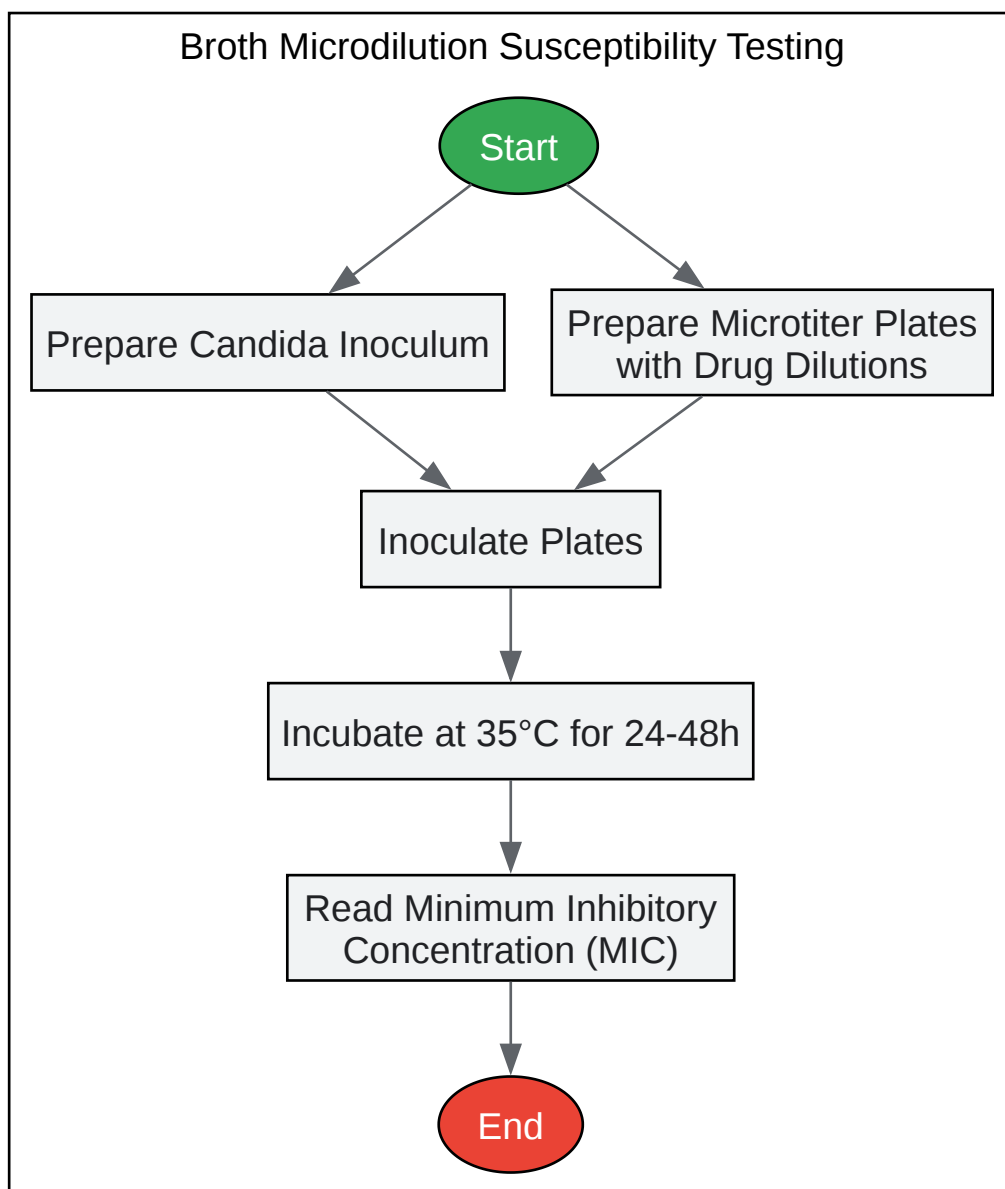 Broth Microdilution Susceptibility Testing
Start
Prepare Candida Inoculum
Prepare Microtiter Plates
with Drug Dilutions
Inoculate Plates
Incubate at 35°C for 24-48h
Read Minimum Inhibitory
Concentration (MIC)
End